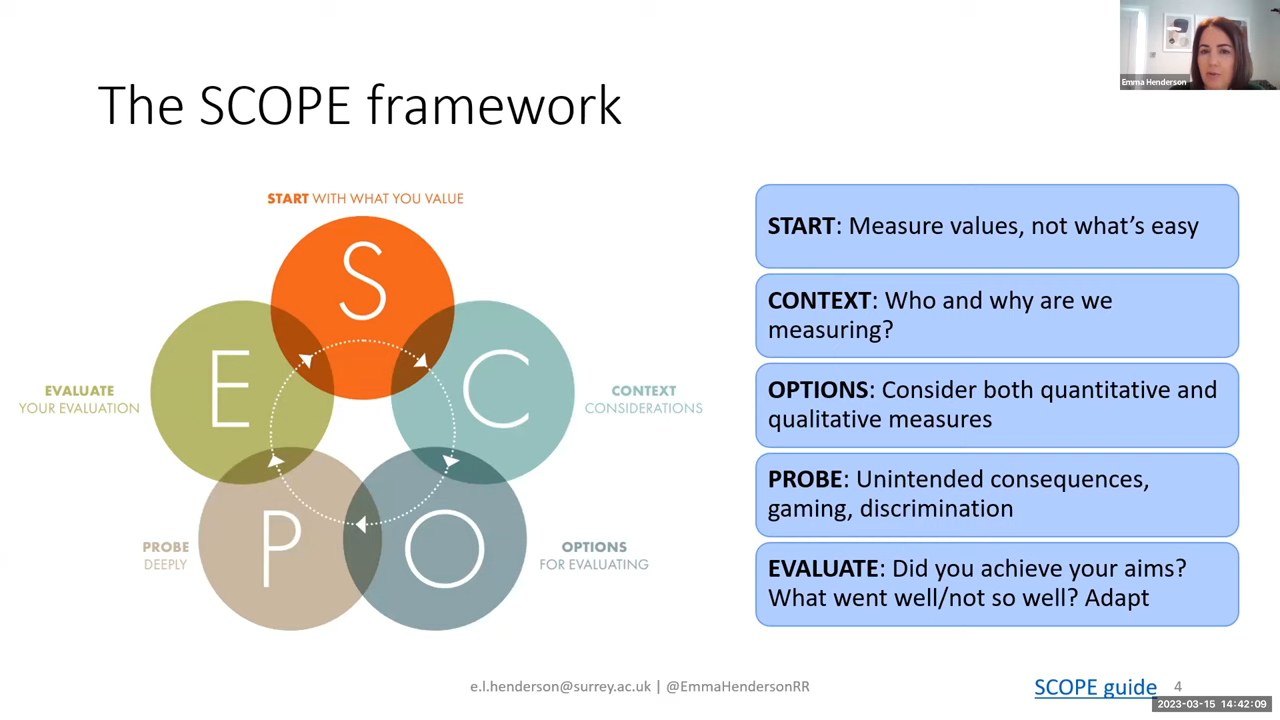 Emma Henderson
The SCOPE framework
START WITH WHAT YOU VALUE
S
E
C
P
O
EVALUATE
YOUR EVALUATION
CONTEXT
CONSIDERATIONS
PROBE
DEEPLY
OPTIONS
FOR EVALUATING
START: Measure values, not what’s easy
CONTEXT: Who and why are we
measuring?
OPTIONS: Consider both quantitative and
qualitative measures
PROBE: Unintended consequences,
gaming, discrimination
EVALUATE: Did you achieve your aims?
What went well/not so well? Adapt
e.l.henderson@surrey.ac.uk | @EmmaHendersonRR
SCOPE guide
4
2023-03-15 14:42:09